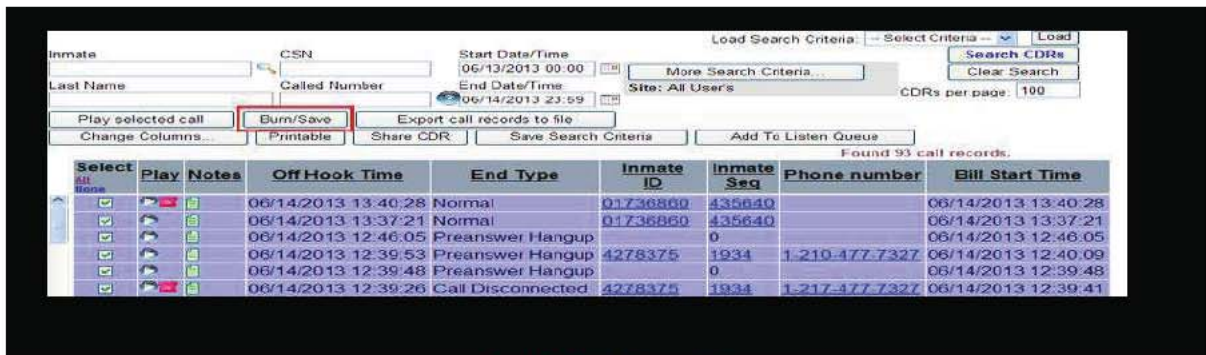 Load Search Criteria: -- Select Criteria -- Load
Inmate CSN Start Date/Time Search CDRs
06/13/2013 00:00 More Search Criteria... Clear Search
Last Name Called Number End Date/Time Site: All User's CDRs per page: 100
06/14/2013 23:59
Play selected call Burn/Save Export call records to file
Change Columns... Printable Share CDR Save Search Criteria Add To Listen Queue
Found 93 call records.
Select All None Play Notes Off Hook Time End Type Inmate ID Inmate Seq Phone number Bill Start Time
06/14/2013 13:40:28 Normal 01736860 435640 06/14/2013 13:40:28
06/14/2013 13:37:21 Normal 01736860 435640 06/14/2013 13:37:21
06/14/2013 12:46:05 Preanswer Hangup 0 06/14/2013 12:46:05
06/14/2013 12:39:53 Preanswer Hangup 4278375 1934 1-210-477-7327 06/14/2013 12:40:09
06/14/2013 12:39:48 Preanswer Hangup 0 06/14/2013 12:39:48
06/14/2013 12:39:26 Call Disconnected 4278375 1934 1-217-477-7327 06/14/2013 12:39:41